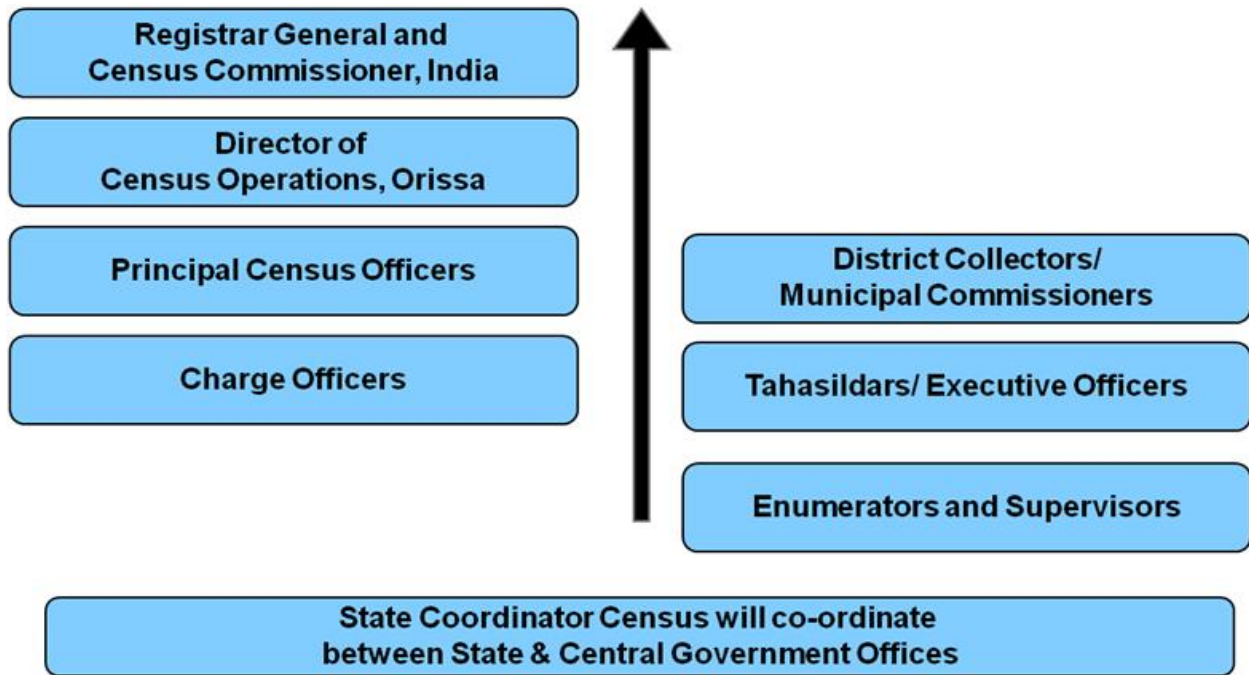 Registrar General and
Census Commissioner, India
Director of
Census Operations, Orissa
Principal Census Officers
District Collectors/
Municipal Commissioners
Charge Officers
Tahasildars/ Executive Officers
Enumerators and Supervisors
State Coordinator Census will co-ordinate
between State & Central Government Offices